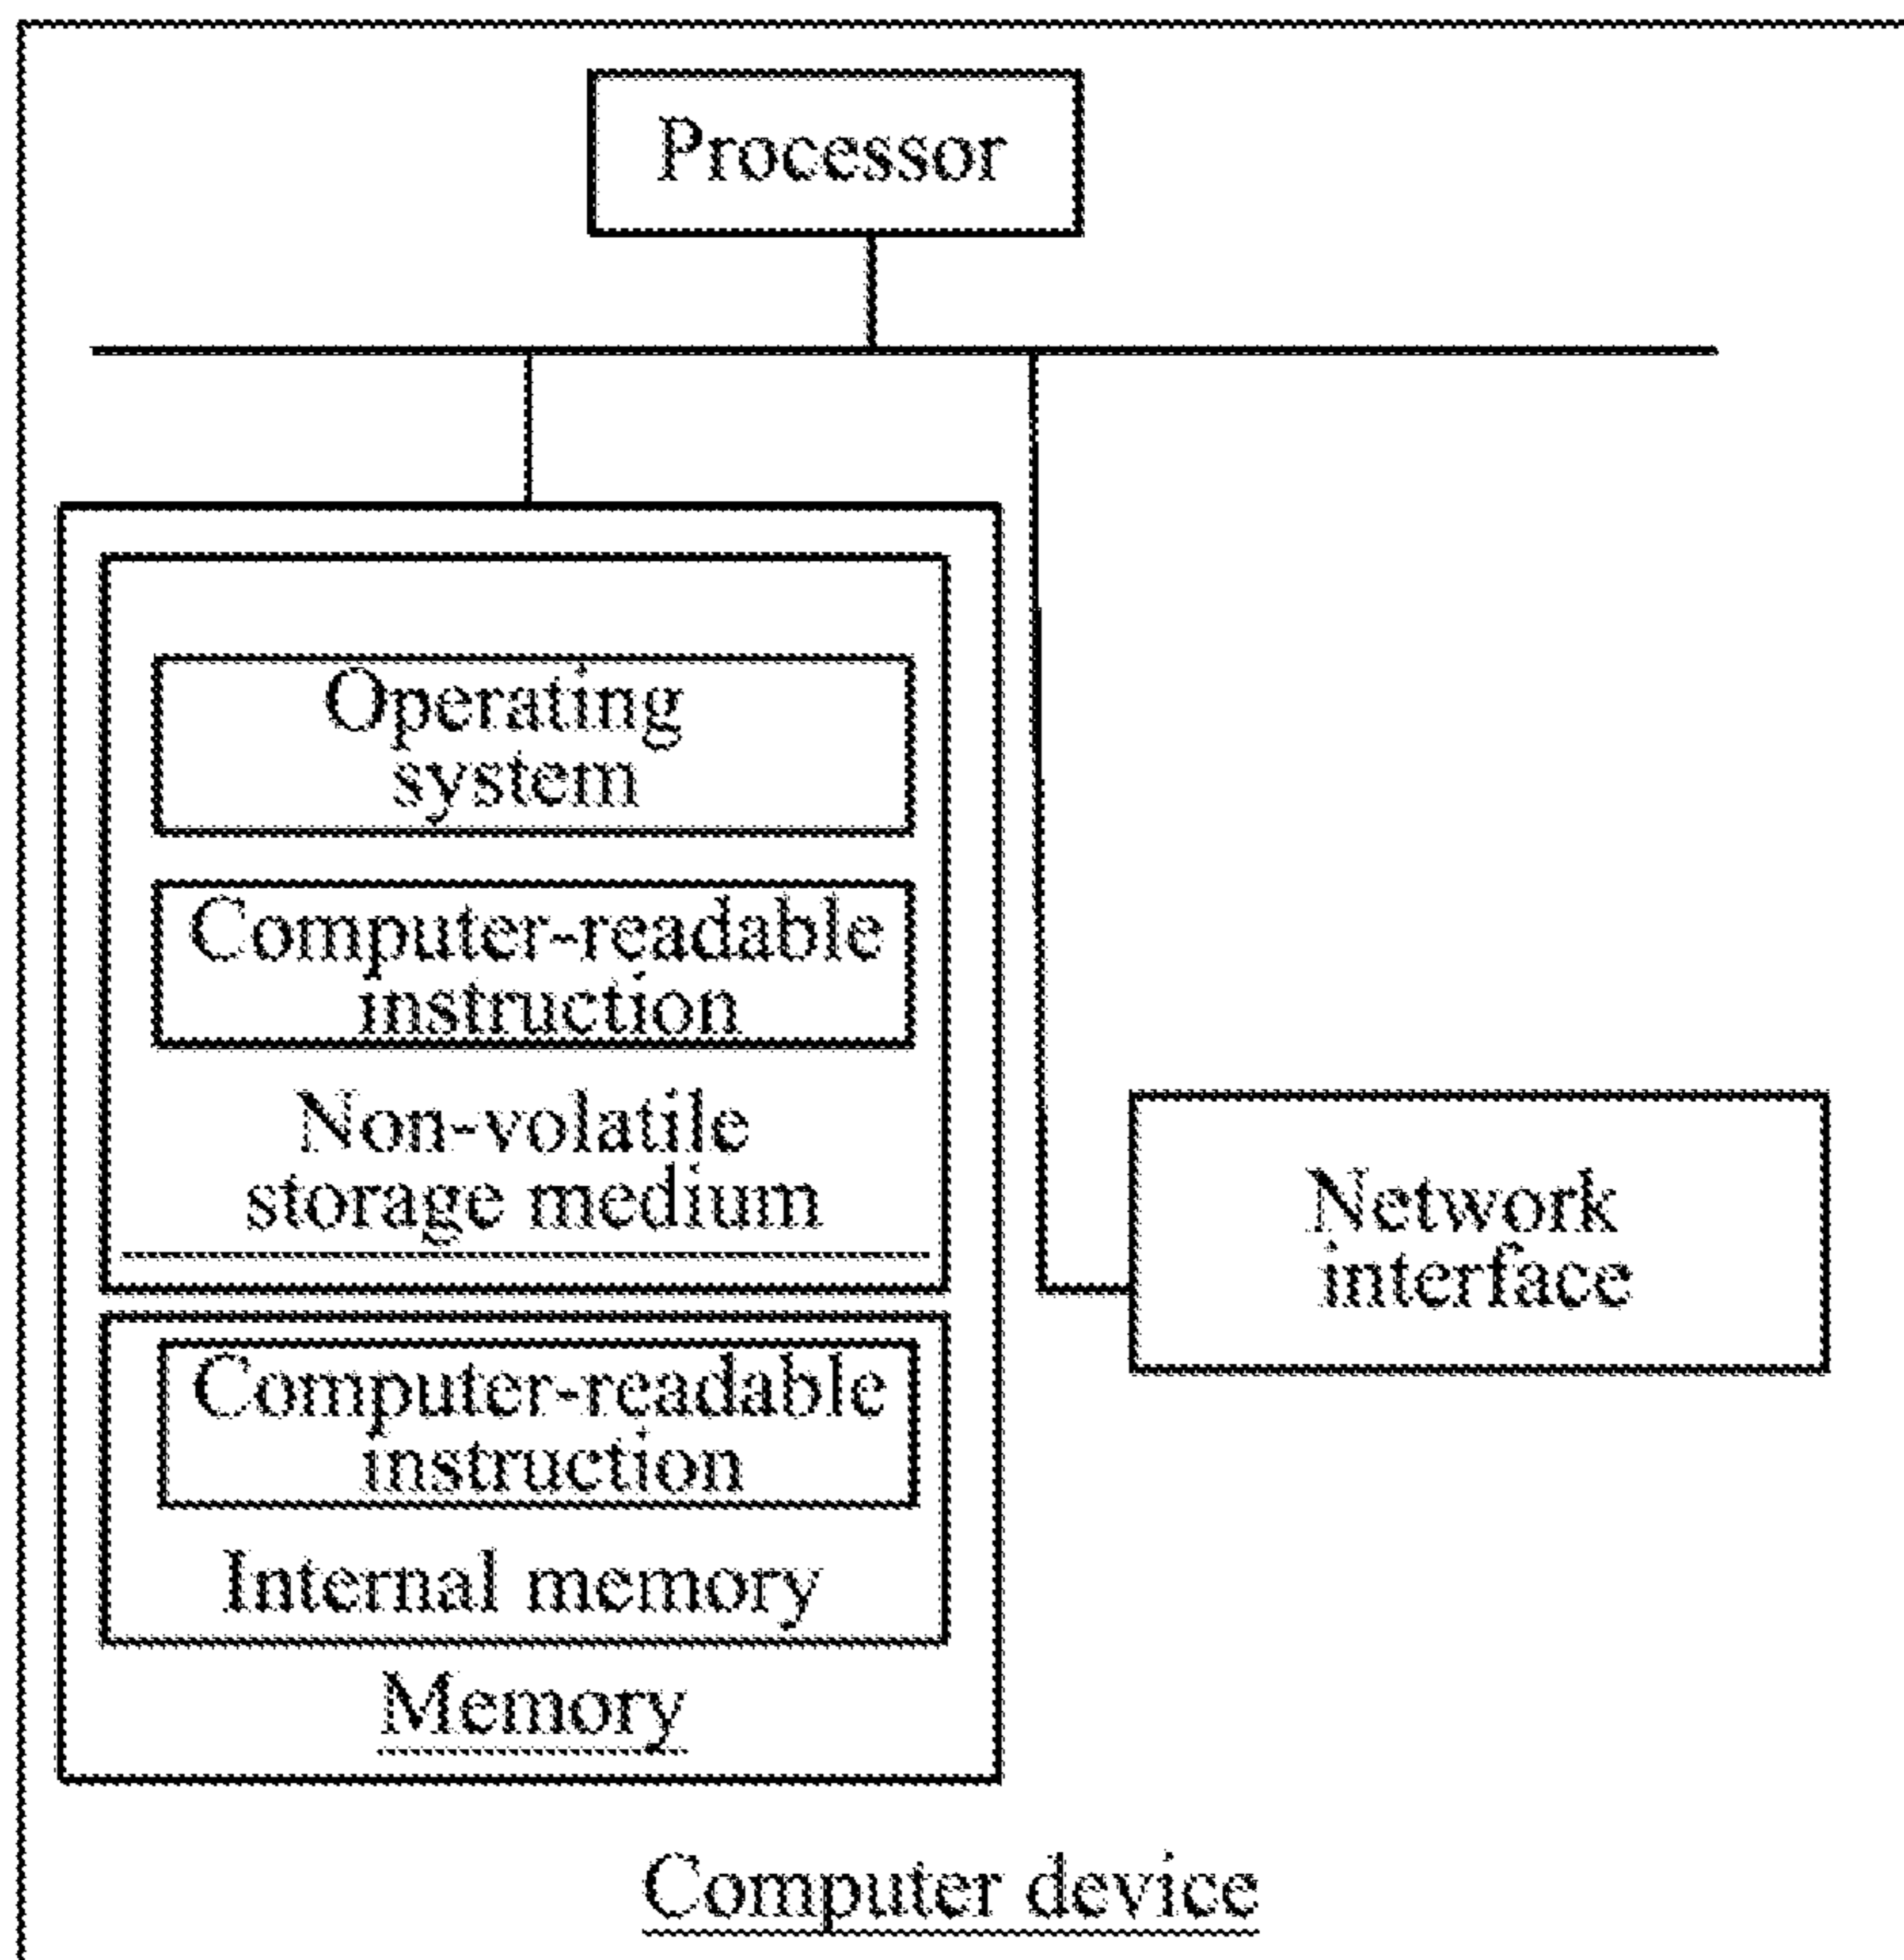 Processor
Operating
system
Computer-readable
instruction
Non-volatile
storage medium
Network
interface
Computer-readable
instruction
Internal memory
Memory
Computer device